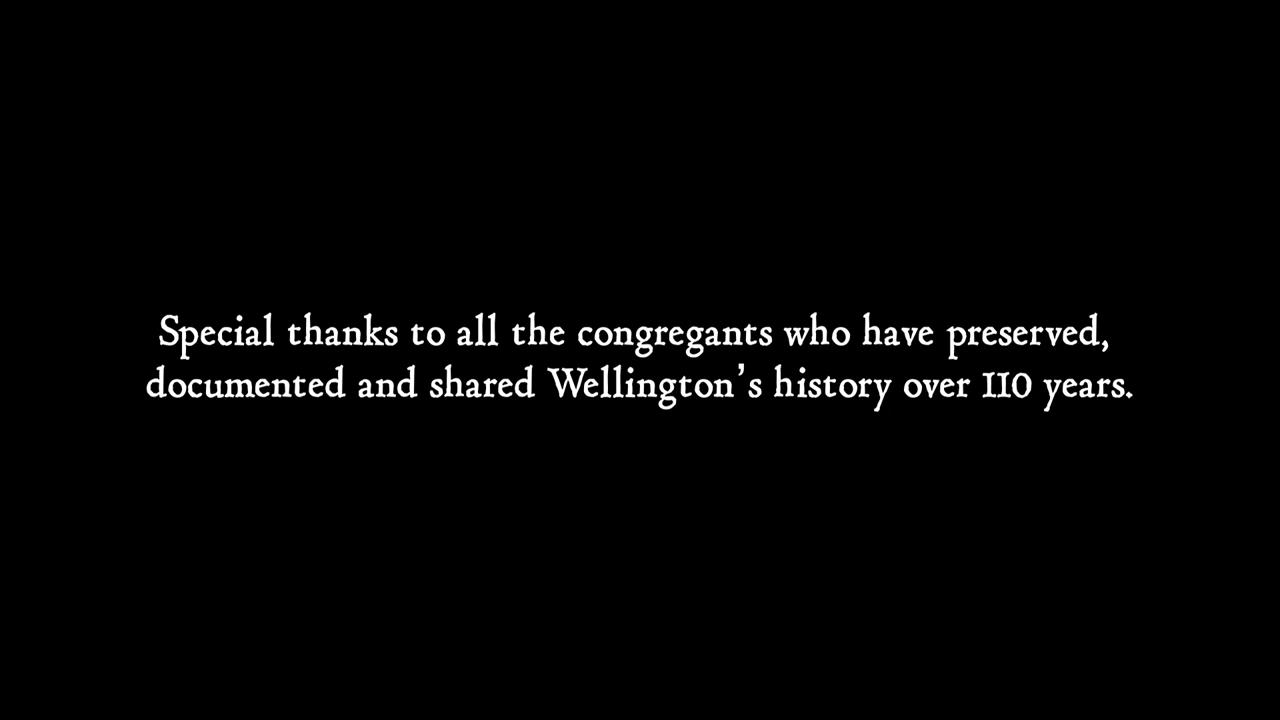 Special thanks to all the congregants who have preserved,
documented and shared Wellington’s history over 110 years.